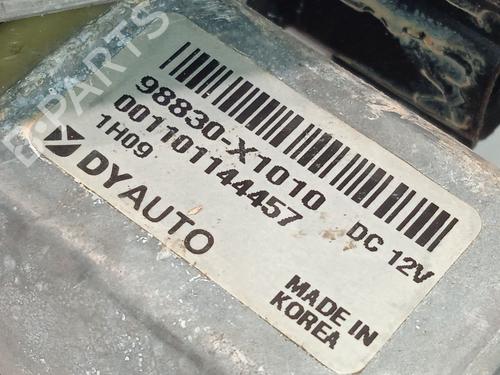 98830-X1010
001101144457
1H09
DC 12V
DYAUTO
MADE IN
KOREA
E-PARTS